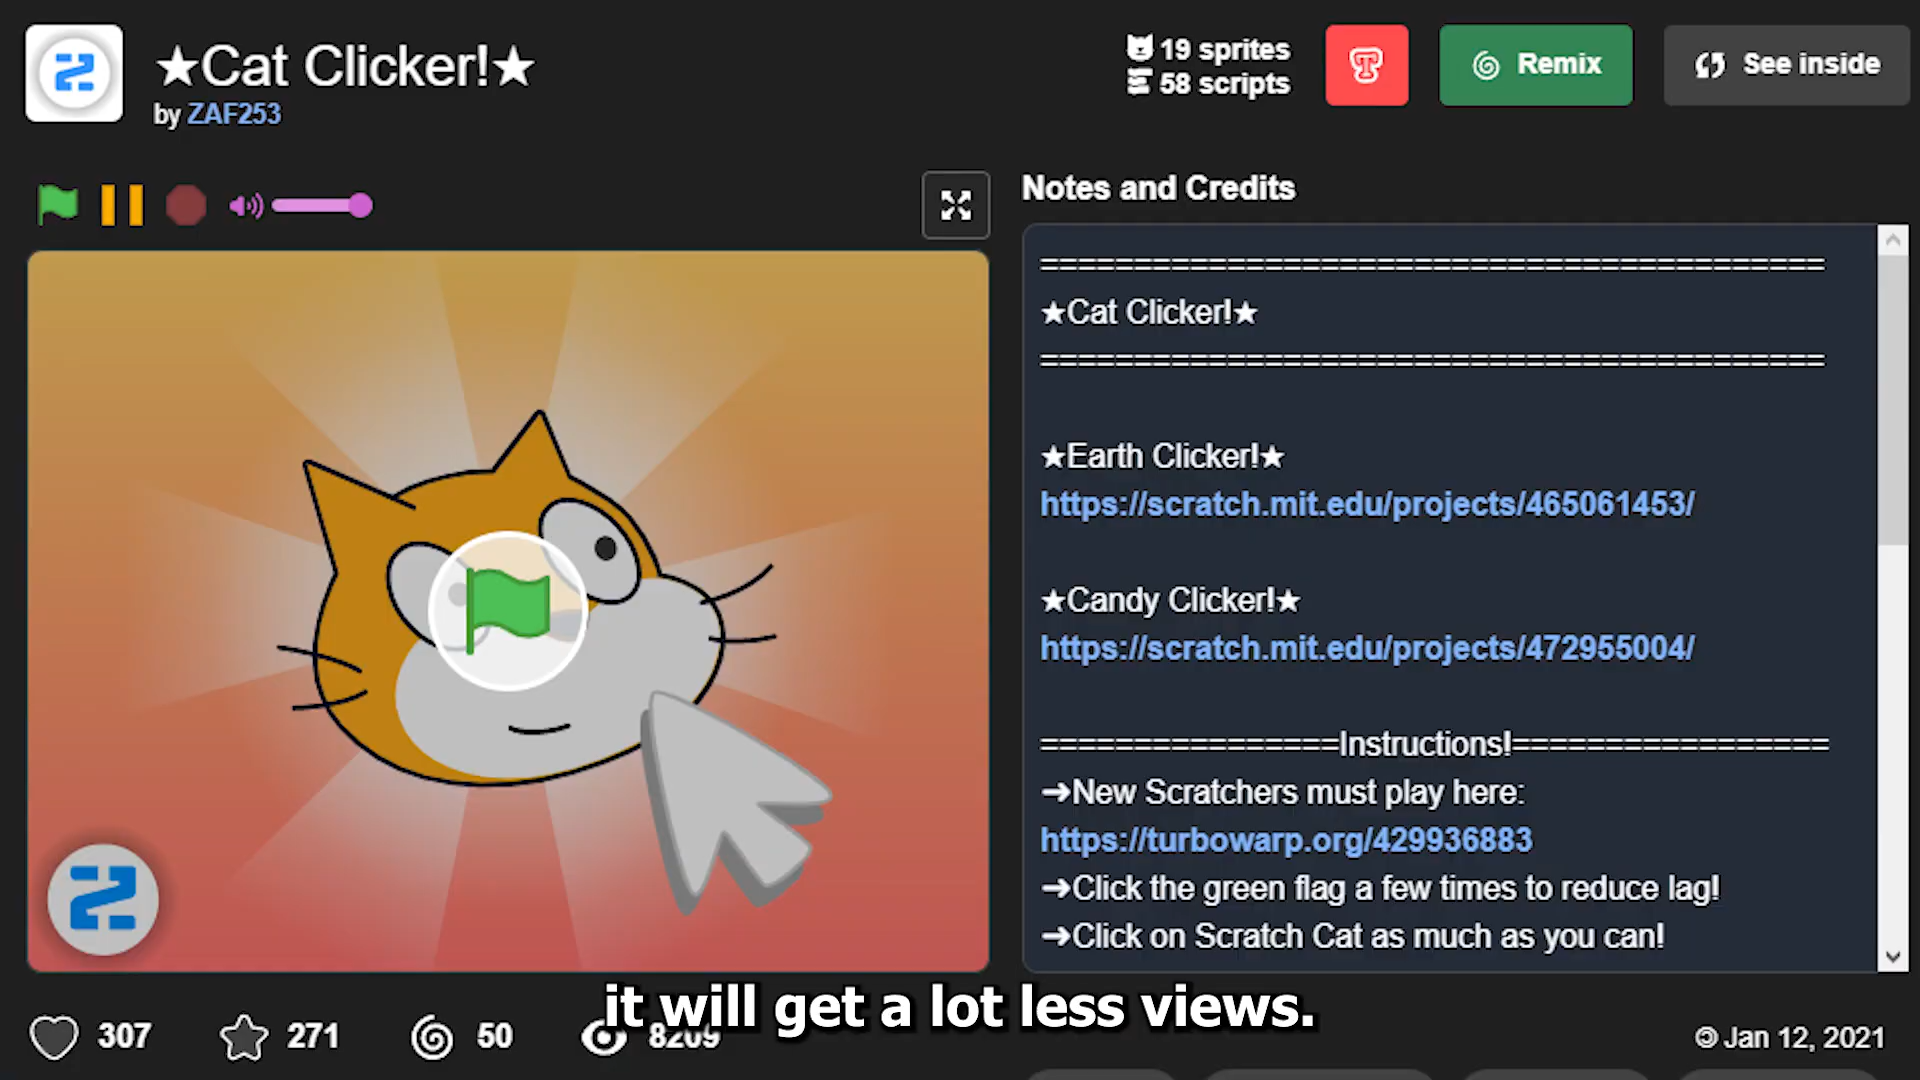 ★Cat Clicker!★
by ZAF253
19 sprites
58 scripts
Remix
See inside
Notes and Credits
==========================================
★Cat Clicker!★
==========================================
★Earth Clicker!★
https://scratch.mit.edu/projects/465061453/
★Candy Clicker!★
https://scratch.mit.edu/projects/472955004/
================Instructions!=================
➜New Scratchers must play here:
https://turbowarp.org/429936883
➜Click the green flag a few times to reduce lag!
➜Click on Scratch Cat as much as you can!
it will get a lot less views.
307
271
50
8209
Jan 12, 2021